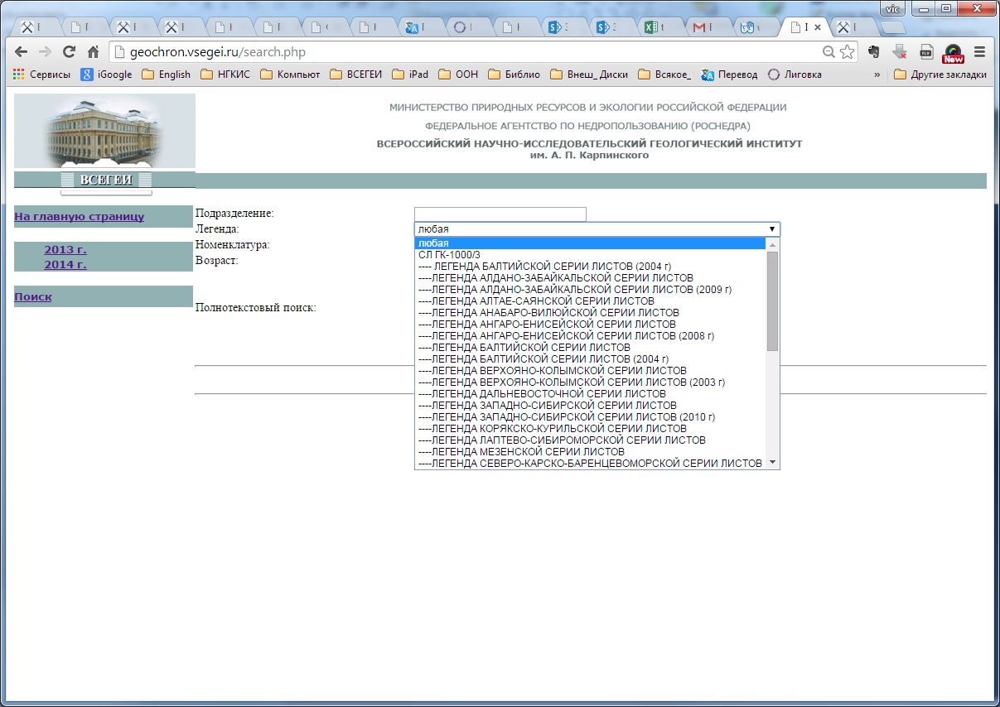 vic
geochron.vsegei.ru/search.php
New
Сервисы
iGoogle
English
НГКИС
Компьют
ВСЕГЕИ
iPad
ООН
Библио
Внеш_ Диски
Всякое_
Перевод
Лиговка
»
Другие закладки
МИНИСТЕРСТВО ПРИРОДНЫХ РЕСУРСОВ И ЭКОЛОГИИ РОССИЙСКОЙ ФЕДЕРАЦИИ
ФЕДЕРАЛЬНОЕ АГЕНТСТВО ПО НЕДРОПОЛЬЗОВАНИЮ (РОСНЕДРА)
ВСЕРОССИЙСКИЙ НАУЧНО-ИССЛЕДОВАТЕЛЬСКИЙ ГЕОЛОГИЧЕСКИЙ ИНСТИТУТ
им. А. П. Карпинского
ВСЕГЕИ
На главную страницу
2013 г.
2014 г.
Поиск
Подразделение:
Легенда:
Номенклатура:
Возраст:
Полнотекстовый поиск:
любая
любая
СЛ ГК-1000/3
---- ЛЕГЕНДА БАЛТИЙСКОЙ СЕРИИ ЛИСТОВ (2004 г)
----ЛЕГЕНДА АЛДАНО-ЗАБАЙКАЛЬСКОЙ СЕРИИ ЛИСТОВ
----ЛЕГЕНДА АЛДАНО-ЗАБАЙКАЛЬСКОЙ СЕРИИ ЛИСТОВ (2009 г)
----ЛЕГЕНДА АЛТАЕ-САЯНСКОЙ СЕРИИ ЛИСТОВ
----ЛЕГЕНДА АНАБАРО-ВИЛЮЙСКОЙ СЕРИИ ЛИСТОВ
----ЛЕГЕНДА АНГАРО-ЕНИСЕЙСКОЙ СЕРИИ ЛИСТОВ
----ЛЕГЕНДА АНГАРО-ЕНИСЕЙСКОЙ СЕРИИ ЛИСТОВ (2008 г)
----ЛЕГЕНДА БАЛТИЙСКОЙ СЕРИИ ЛИСТОВ
----ЛЕГЕНДА БАЛТИЙСКОЙ СЕРИИ ЛИСТОВ (2004 г)
----ЛЕГЕНДА ВЕРХОЯНО-КОЛЫМСКОЙ СЕРИИ ЛИСТОВ
----ЛЕГЕНДА ВЕРХОЯНО-КОЛЫМСКОЙ СЕРИИ ЛИСТОВ (2003 г)
----ЛЕГЕНДА ДАЛЬНЕВОСТОЧНОЙ СЕРИИ ЛИСТОВ
----ЛЕГЕНДА ЗАПАДНО-СИБИРСКОЙ СЕРИИ ЛИСТОВ
----ЛЕГЕНДА ЗАПАДНО-СИБИРСКОЙ СЕРИИ ЛИСТОВ (2010 г)
----ЛЕГЕНДА КОРЯКСКО-КУРИЛЬСКОЙ СЕРИИ ЛИСТОВ
----ЛЕГЕНДА ЛАПТЕВО-СИБИРОМОРСКОЙ СЕРИИ ЛИСТОВ
----ЛЕГЕНДА МЕЗЕНСКОЙ СЕРИИ ЛИСТОВ
----ЛЕГЕНДА СЕВЕРО-КАРСКО-БАРЕНЦЕВОМОРСКОЙ СЕРИИ ЛИСТОВ